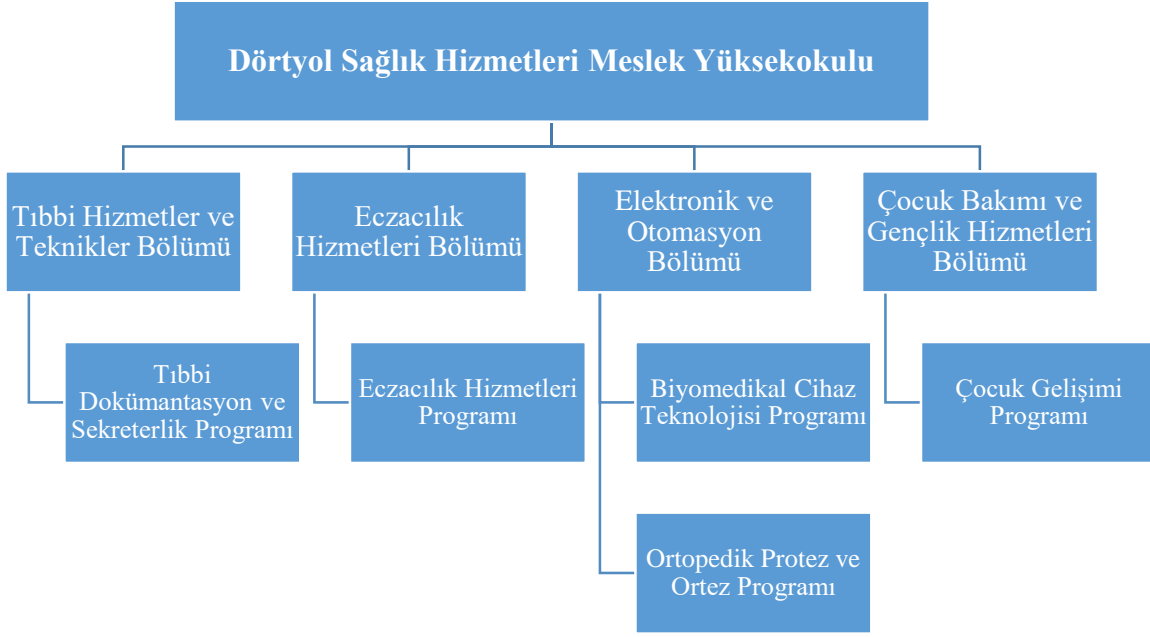 Dörtyol Sağlık Hizmetleri Meslek Yüksekokulu
Tıbbi Hizmetler ve
Teknikler Bölümü
Eczacılık
Hizmetleri Bölümü
Elektronik ve
Otomasyon
Bölümü
Çocuk Bakımı ve
Gençlik Hizmetleri
Bölümü
Tıbbi
Dokümantasyon ve
Sekreterlik Programı
Eczacılık Hizmetleri
Programı
Biyomedikal Cihaz
Teknolojisi Programı
Çocuk Gelişimi
Programı
Ortopedik Protez ve
Ortez Programı